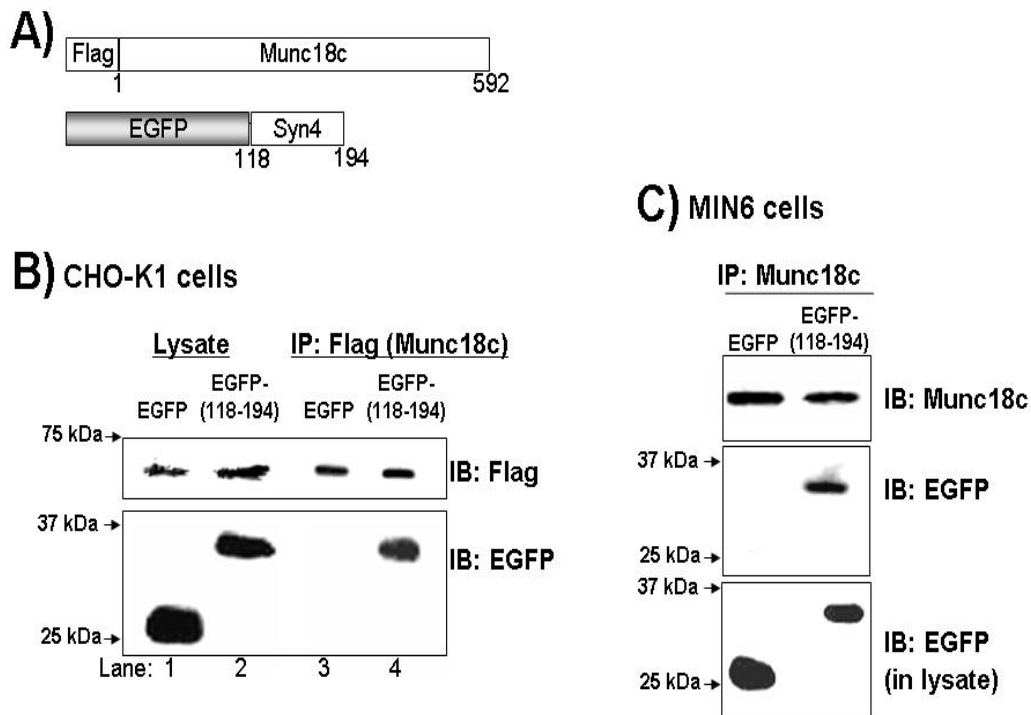 A)
Flag Munc18c
1 592
EGFP Syn4
118 194
B) CHO-K1 cells
Lysate IP: Flag (Munc18c)
EGFP EGFP-(118-194) EGFP EGFP-(118-194)
75 kDa
IB: Flag
37 kDa
IB: EGFP
25 kDa
Lane: 1 2 3 4
C) MIN6 cells
IP: Munc18c
EGFP EGFP-(118-194)
IB: Munc18c
37 kDa
IB: EGFP
25 kDa
37 kDa
IB: EGFP
(in lysate)
25 kDa